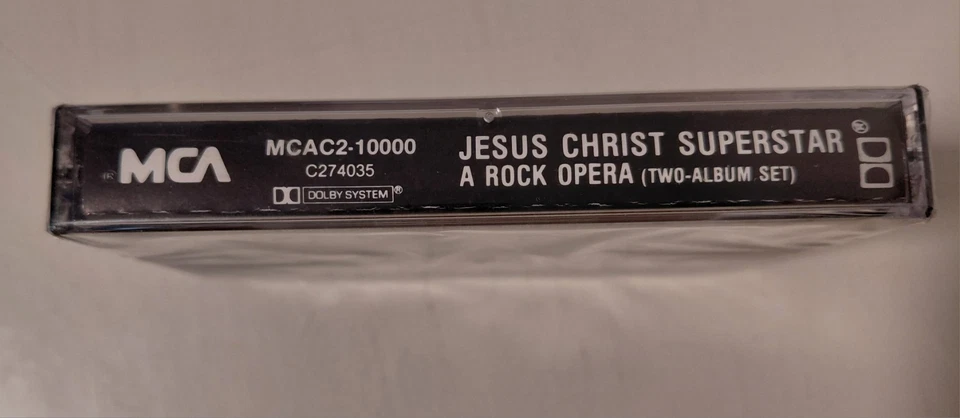 ® MCA
MCAC2-10000
C274035
DOLBY SYSTEM®
JESUS CHRIST SUPERSTAR
A ROCK OPERA (TWO-ALBUM SET)
®